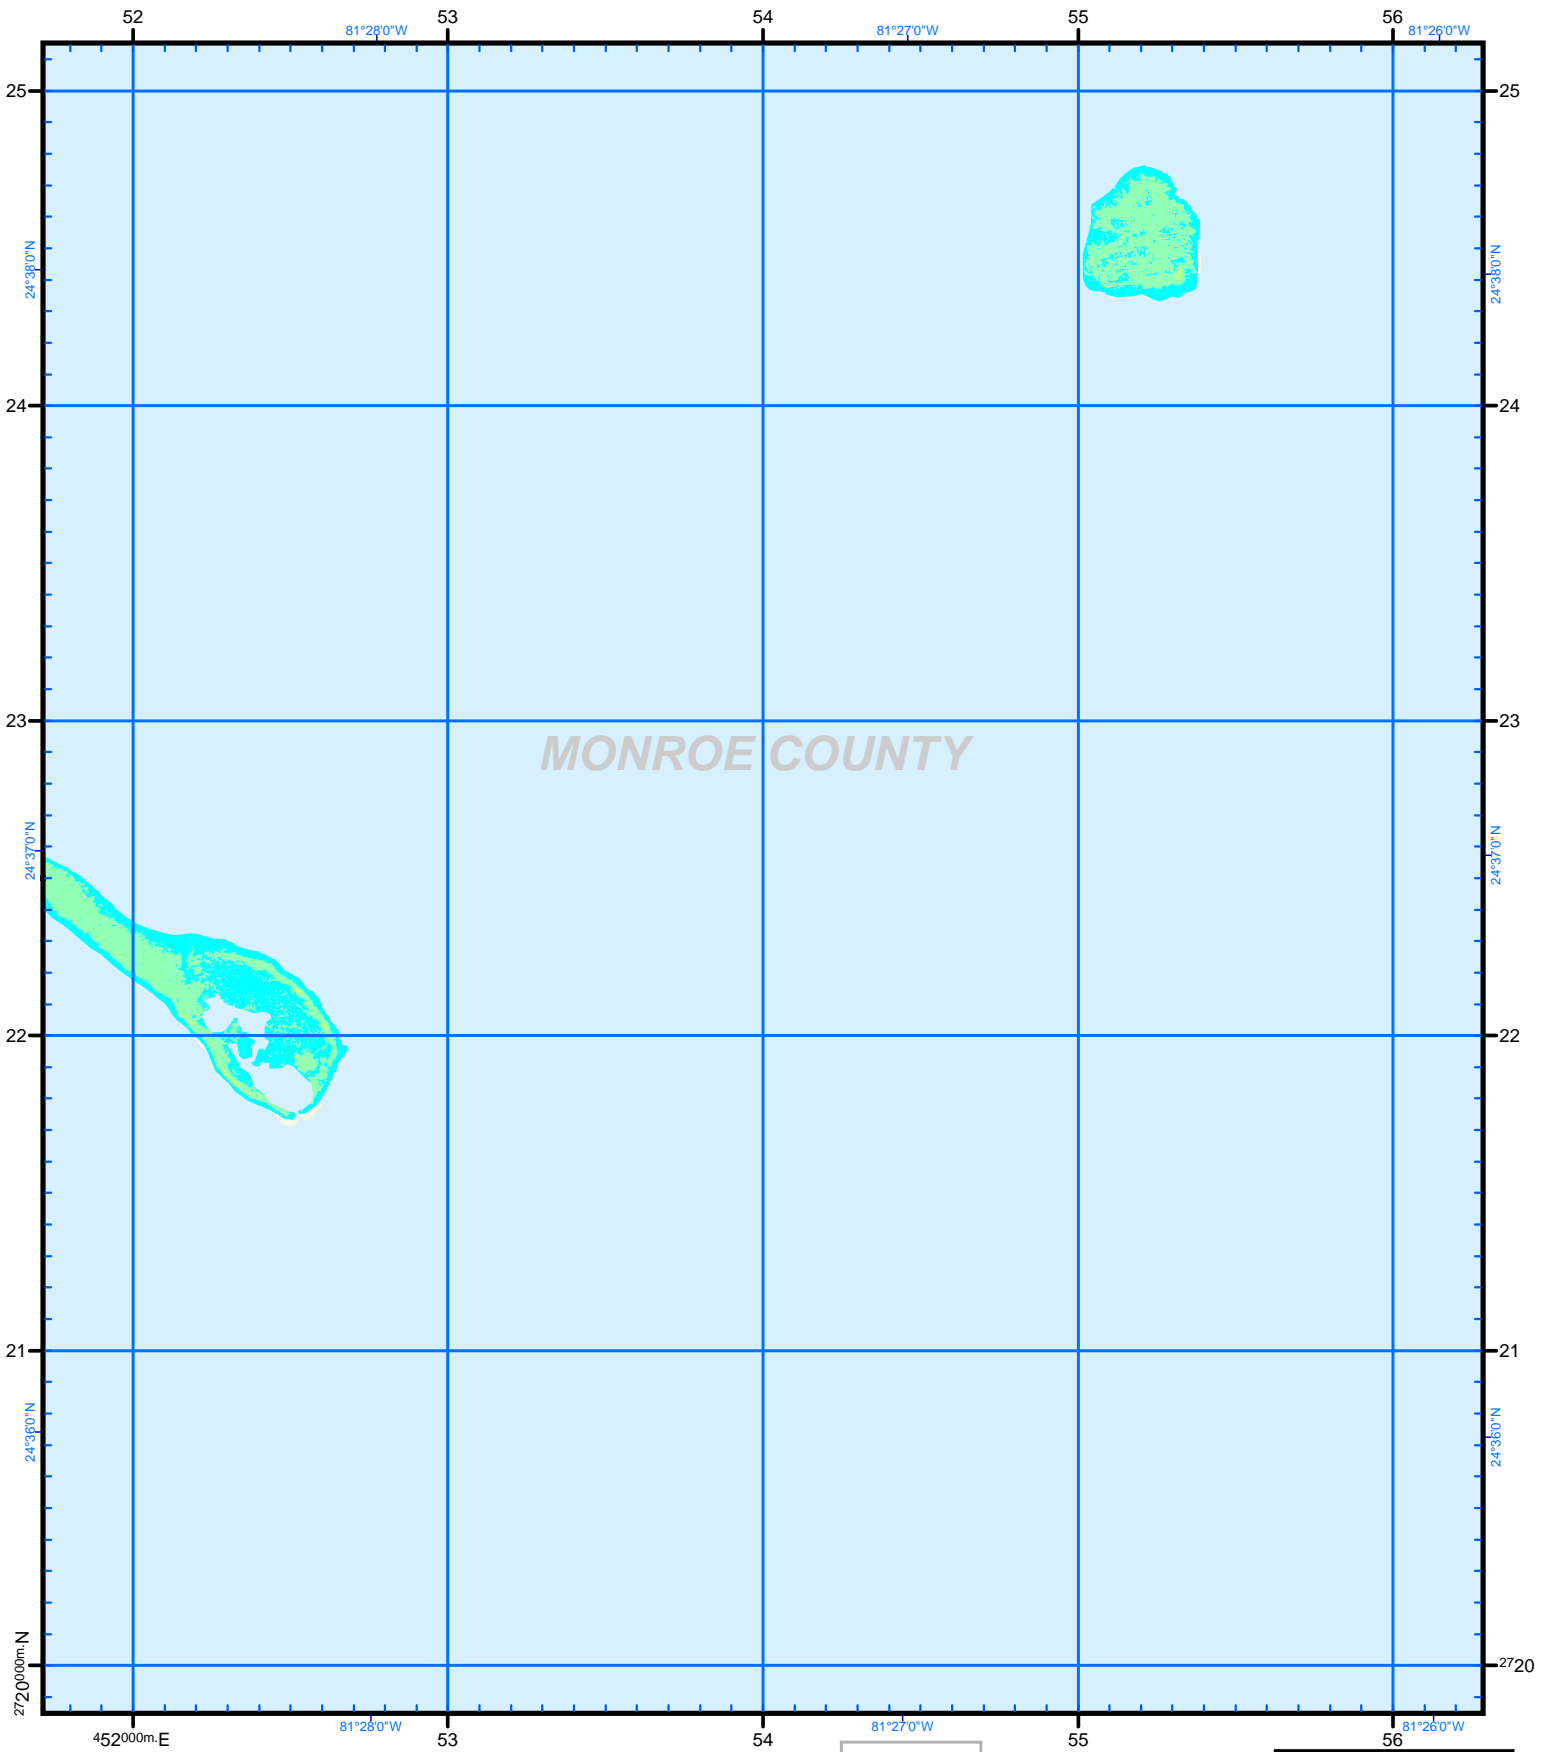 52 53 54 55 56
81°28'0"W 81°27'0"W 81°26'0"W
25 25
24°38'0"N 24°38'0"N
24 24
23 23
MONROE COUNTY
24°37'0"N 24°37'0"N
22 22
21 21
24°36'0"N 24°36'0"N
2720000m.N 2720
81°28'0"W 81°27'0"W 81°26'0"W
452000m.E 53 54 55 56